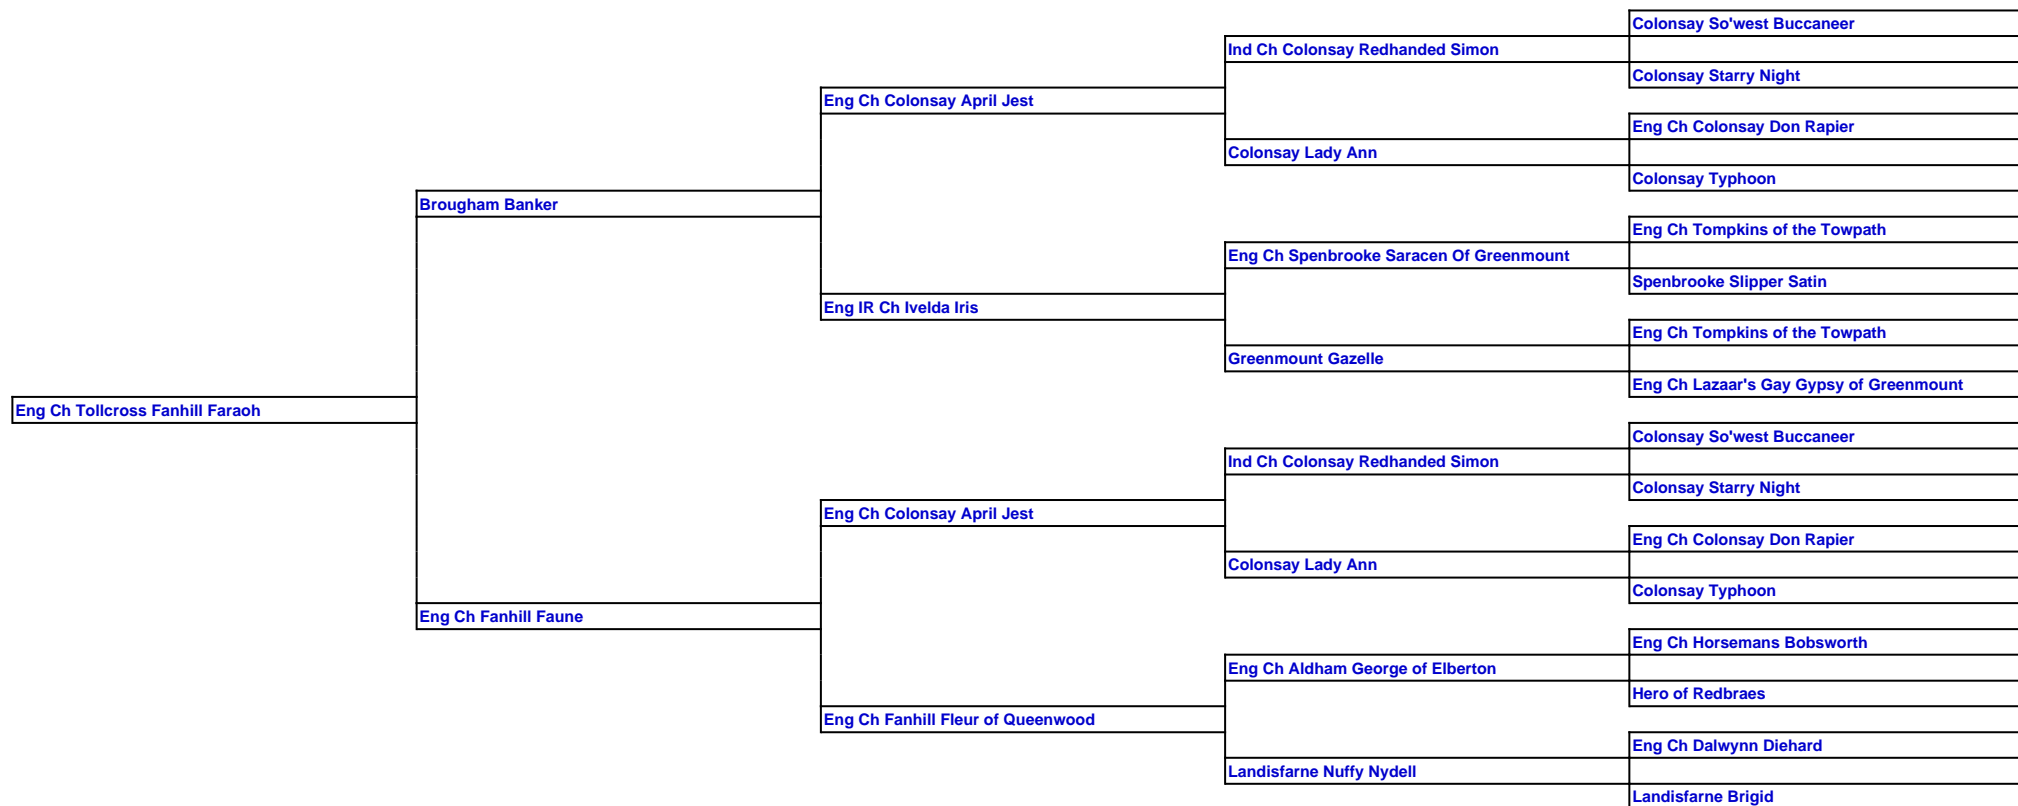 Colonsay So'west Buccaneer
Ind Ch Colonsay Redhanded Simon
Colonsay Starry Night
Eng Ch Colonsay April Jest
Eng Ch Colonsay Don Rapier
Colonsay Lady Ann
Colonsay Typhoon
Brougham Banker
Eng Ch Tompkins of the Towpath
Eng Ch Spenbrooke Saracen Of Greenmount
Spenbrooke Slipper Satin
Eng IR Ch Ivelda Iris
Eng Ch Tompkins of the Towpath
Greenmount Gazelle
Eng Ch Lazaar's Gay Gypsy of Greenmount
Eng Ch Tollcross Fanhill Faraoh
Colonsay So'west Buccaneer
Ind Ch Colonsay Redhanded Simon
Colonsay Starry Night
Eng Ch Colonsay April Jest
Eng Ch Colonsay Don Rapier
Colonsay Lady Ann
Colonsay Typhoon
Eng Ch Fanhill Faune
Eng Ch Horsemans Bobsworth
Eng Ch Aldham George of Elberton
Hero of Redbraes
Eng Ch Fanhill Fleur of Queenwood
Eng Ch Dalwynn Diehard
Landisfarne Nuffy Nydell
Landisfarne Brigid